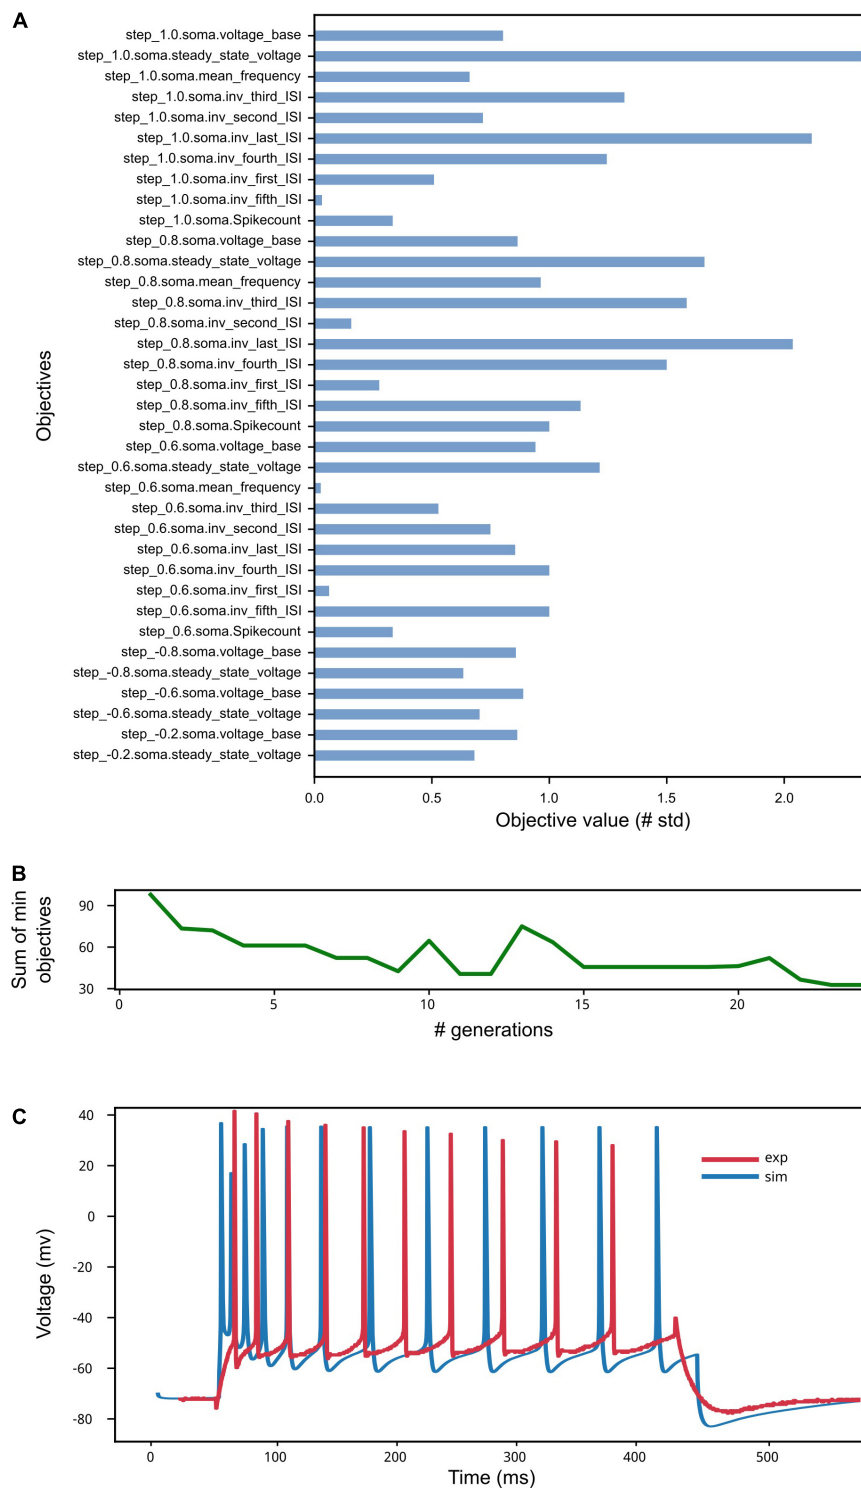 A
Objectives
step_1.0.soma.voltage_base
step_1.0.soma.steady_state_voltage
step_1.0.soma.mean_frequency
step_1.0.soma.inv_third_ISI
step_1.0.soma.inv_second_ISI
step_1.0.soma.inv_last_ISI
step_1.0.soma.inv_fourth_ISI
step_1.0.soma.inv_first_ISI
step_1.0.soma.inv_fifth_ISI
step_1.0.soma.Spikecount
step_0.8.soma.voltage_base
step_0.8.soma.steady_state_voltage
step_0.8.soma.mean_frequency
step_0.8.soma.inv_third_ISI
step_0.8.soma.inv_second_ISI
step_0.8.soma.inv_last_ISI
step_0.8.soma.inv_fourth_ISI
step_0.8.soma.inv_first_ISI
step_0.8.soma.inv_fifth_ISI
step_0.8.soma.Spikecount
step_0.6.soma.voltage_base
step_0.6.soma.steady_state_voltage
step_0.6.soma.mean_frequency
step_0.6.soma.inv_third_ISI
step_0.6.soma.inv_second_ISI
step_0.6.soma.inv_last_ISI
step_0.6.soma.inv_fourth_ISI
step_0.6.soma.inv_first_ISI
step_0.6.soma.inv_fifth_ISI
step_0.6.soma.Spikecount
step_-0.8.soma.voltage_base
step_-0.8.soma.steady_state_voltage
step_-0.6.soma.voltage_base
step_-0.6.soma.steady_state_voltage
step_-0.2.soma.voltage_base
step_-0.2.soma.steady_state_voltage
0.0 0.5 1.0 1.5 2.0
Objective value (# std)
B
Sum of min
objectives
90
60
30
0 5 10 15 20
# generations
C
Voltage (mv)
40
20
0
-20
-40
-60
-80
exp
sim
0 100 200 300 400 500
Time (ms)